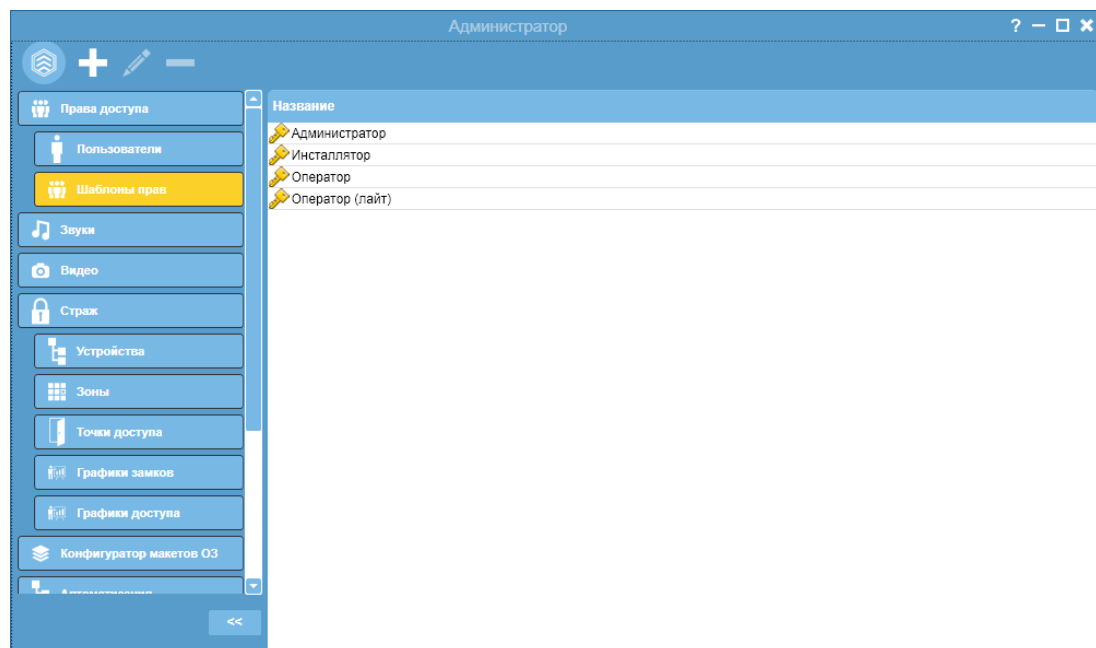 Администратор
?
Права доступа
Пользователи
Шаблоны прав
Звуки
Видео
Страж
Устройства
Зоны
Точки доступа
Графики замков
Графики доступа
Конфигуратор макетов ОЗ
<<
Название
Администратор
Инсталлятор
Оператор
Оператор (лайт)